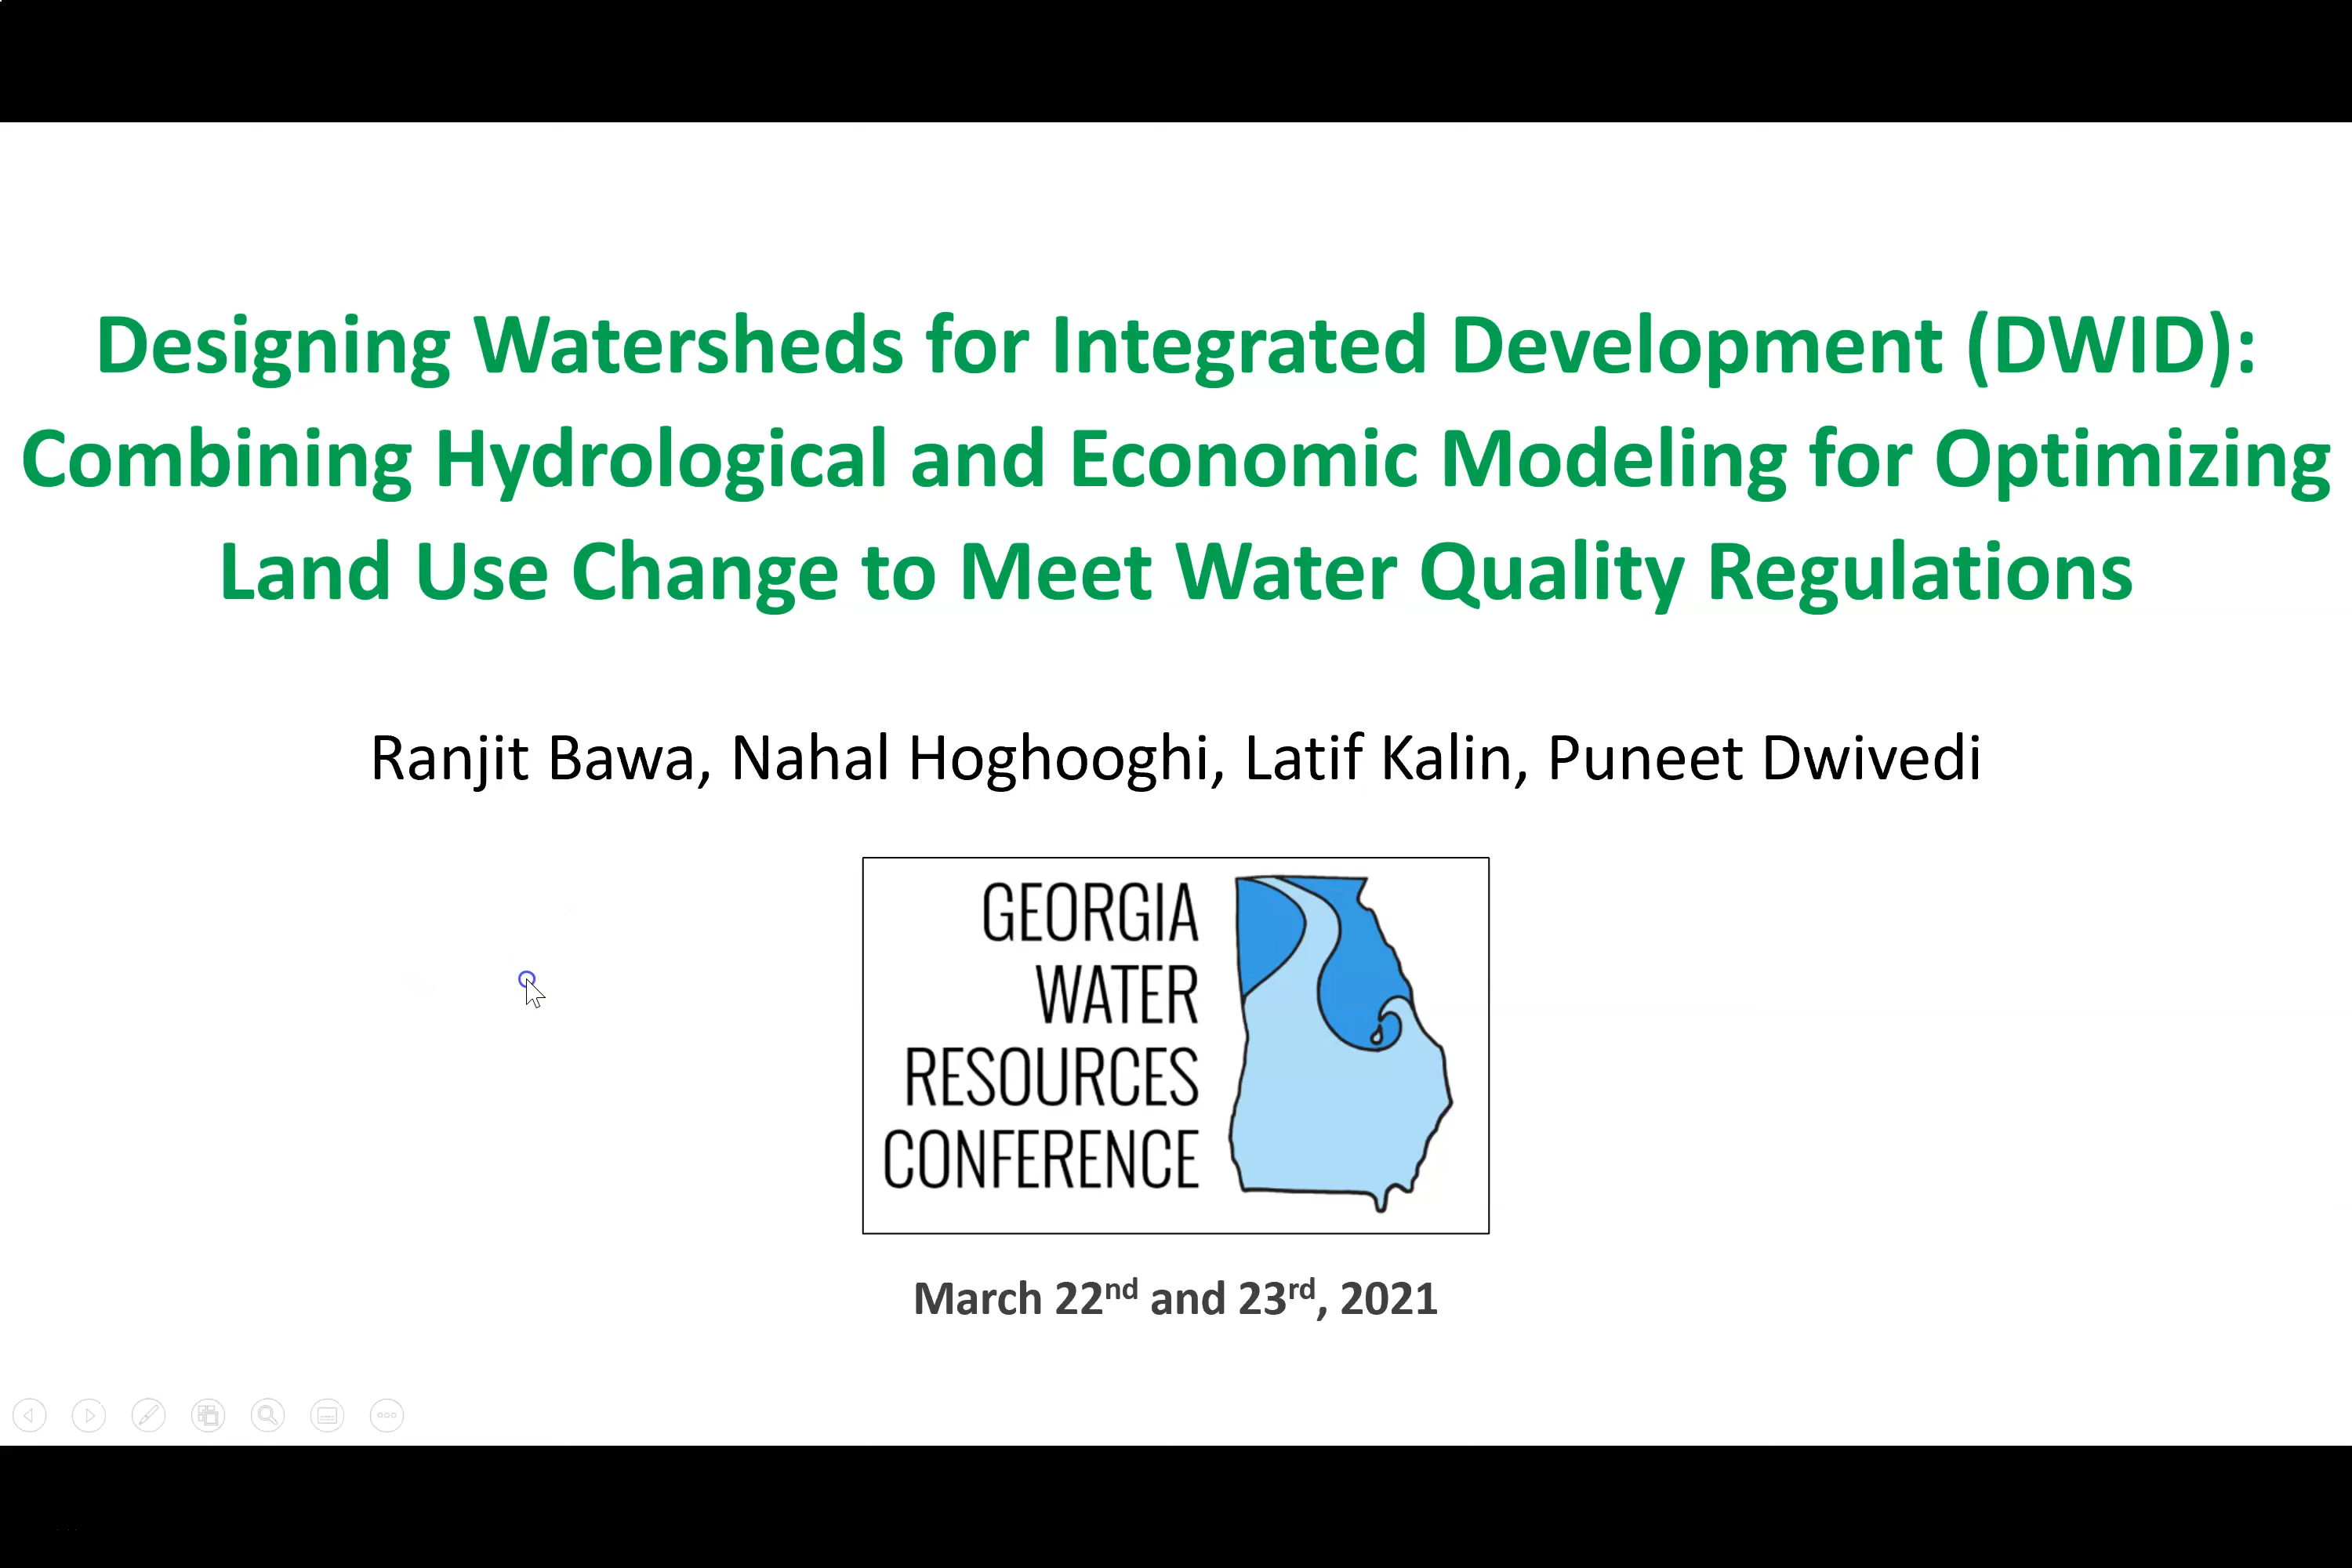 Designing Watersheds for Integrated Development (DWID):
Combining Hydrological and Economic Modeling for Optimizing
Land Use Change to Meet Water Quality Regulations
Ranjit Bawa, Nahal Hoghooghi, Latif Kalin, Puneet Dwivedi
GEORGIA
WATER
RESOURCES
CONFERENCE
March 22nd and 23rd, 2021